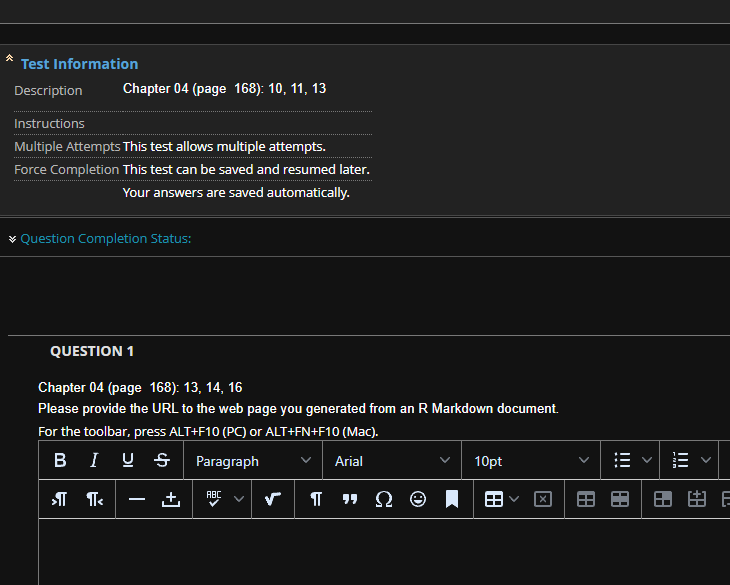 Test Information
Description Chapter 04 (page 168): 10, 11, 13
Instructions
Multiple Attempts This test allows multiple attempts.
Force Completion This test can be saved and resumed later.
Your answers are saved automatically.
Question Completion Status:
QUESTION 1
Chapter 04 (page 168): 13, 14, 16
Please provide the URL to the web page you generated from an R Markdown document.
For the toolbar, press ALT+F10 (PC) or ALT+FN+F10 (Mac).
B I U S Paragraph Arial 10pt
ABC